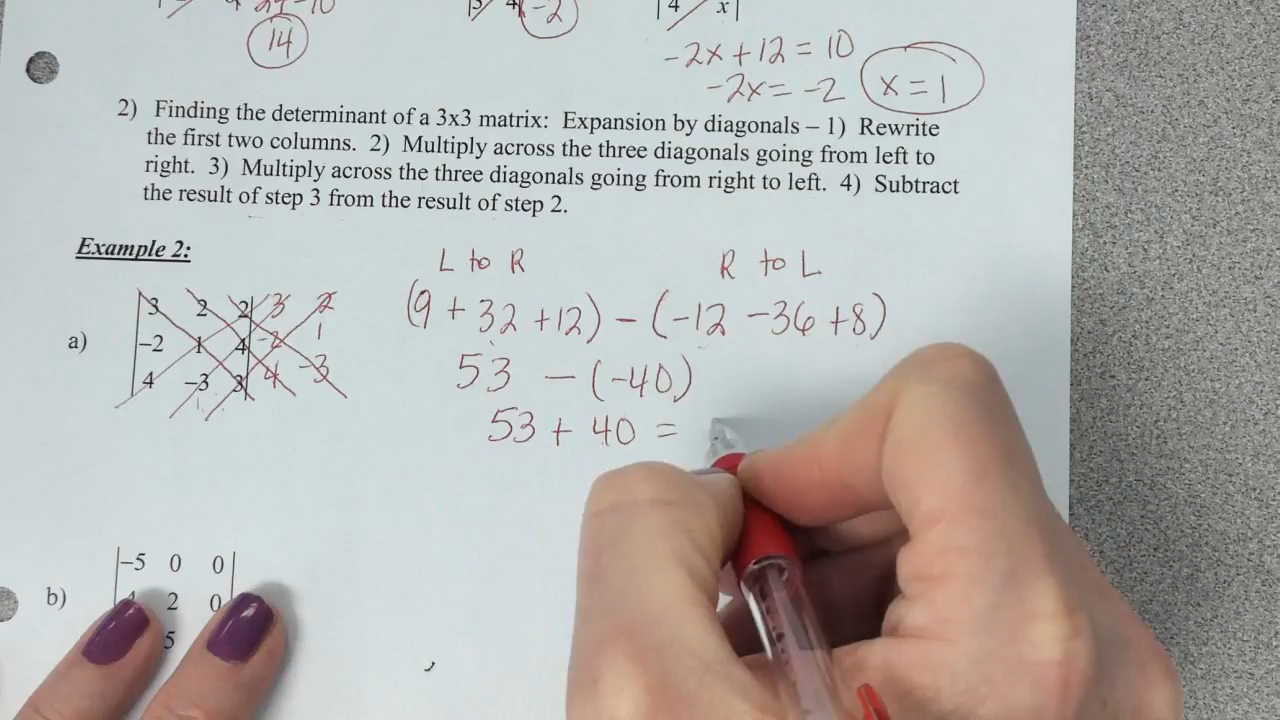 14
-2
4 x
-2x + 12 = 10
-2x = -2
x = 1
2) Finding the determinant of a 3x3 matrix: Expansion by diagonals – 1) Rewrite
the first two columns. 2) Multiply across the three diagonals going from left to
right. 3) Multiply across the three diagonals going from right to left. 4) Subtract
the result of step 3 from the result of step 2.
Example 2:
L to R R to L
a)
3 2 2 3 2
-2 1 4 -2 1
4 -3 3 4 -3
(9 + 32 + 12) - (-12 - 36 + 8)
53 - (-40)
53 + 40 =
b)
-5 0 0
2 0
5